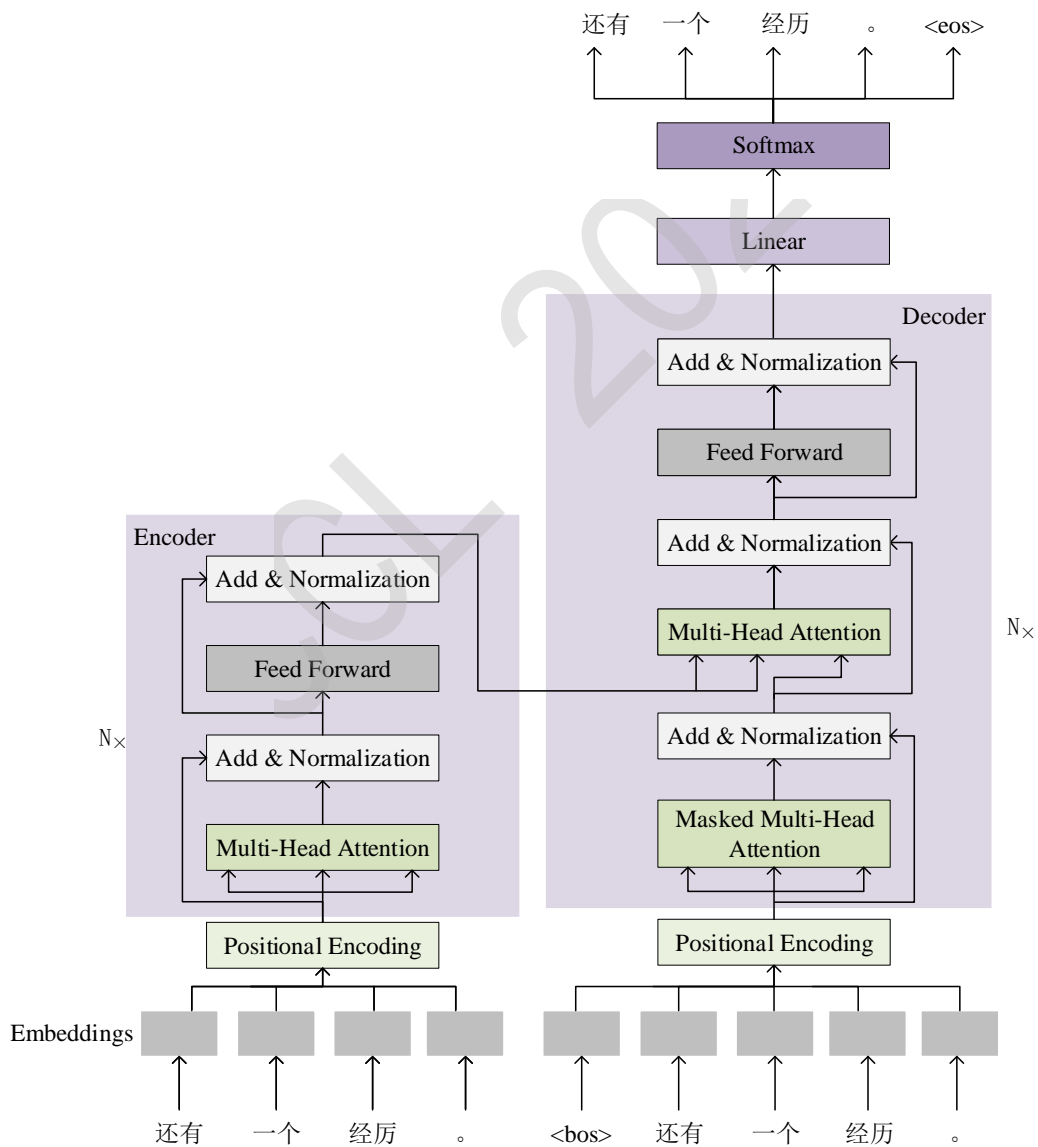 还有 一个 经历 。 <eos>
Softmax
Linear
Decoder
Add & Normalization
Feed Forward
Add & Normalization
Multi-Head Attention
N×
Add & Normalization
Masked Multi-Head
Attention
Positional Encoding
Encoder
Add & Normalization
Feed Forward
N×
Add & Normalization
Multi-Head Attention
Positional Encoding
Embeddings
还有 一个 经历 。 <bos> 还有 一个 经历 。
CCL 202